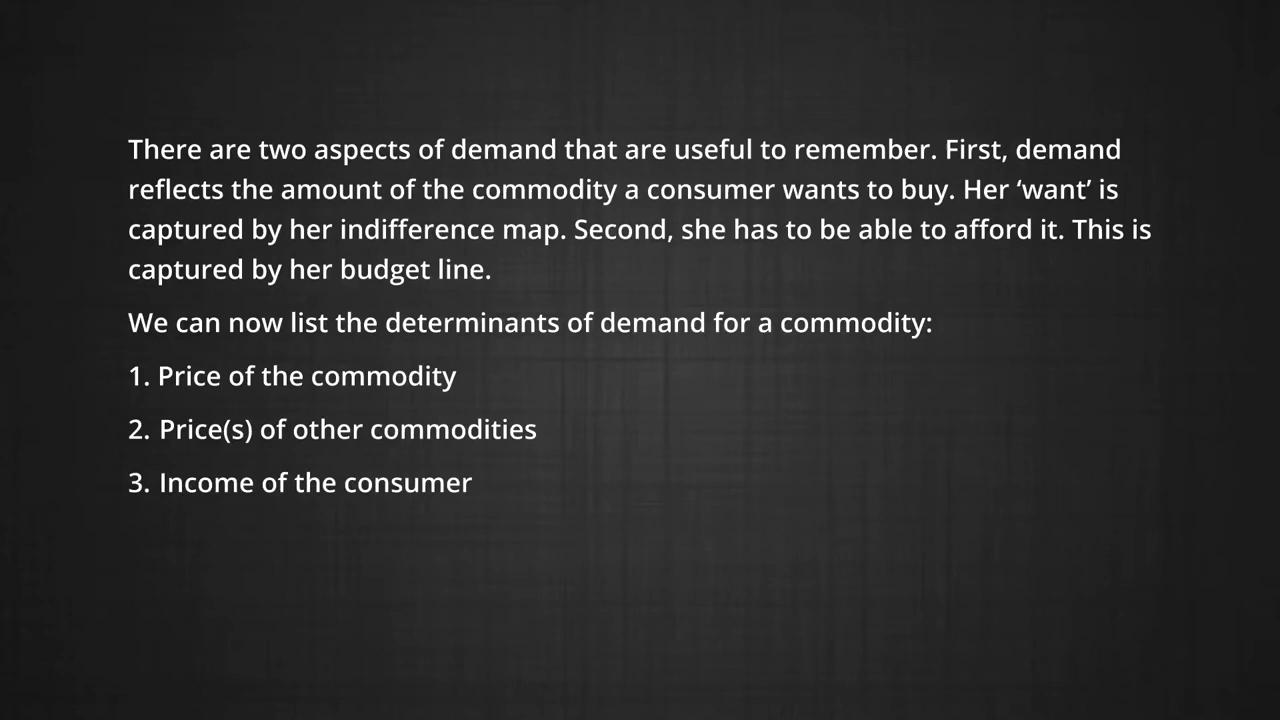 There are two aspects of demand that are useful to remember. First, demand
reflects the amount of the commodity a consumer wants to buy. Her ‘want’ is
captured by her indifference map. Second, she has to be able to afford it. This is
captured by her budget line.
We can now list the determinants of demand for a commodity:
1. Price of the commodity
2. Price(s) of other commodities
3. Income of the consumer